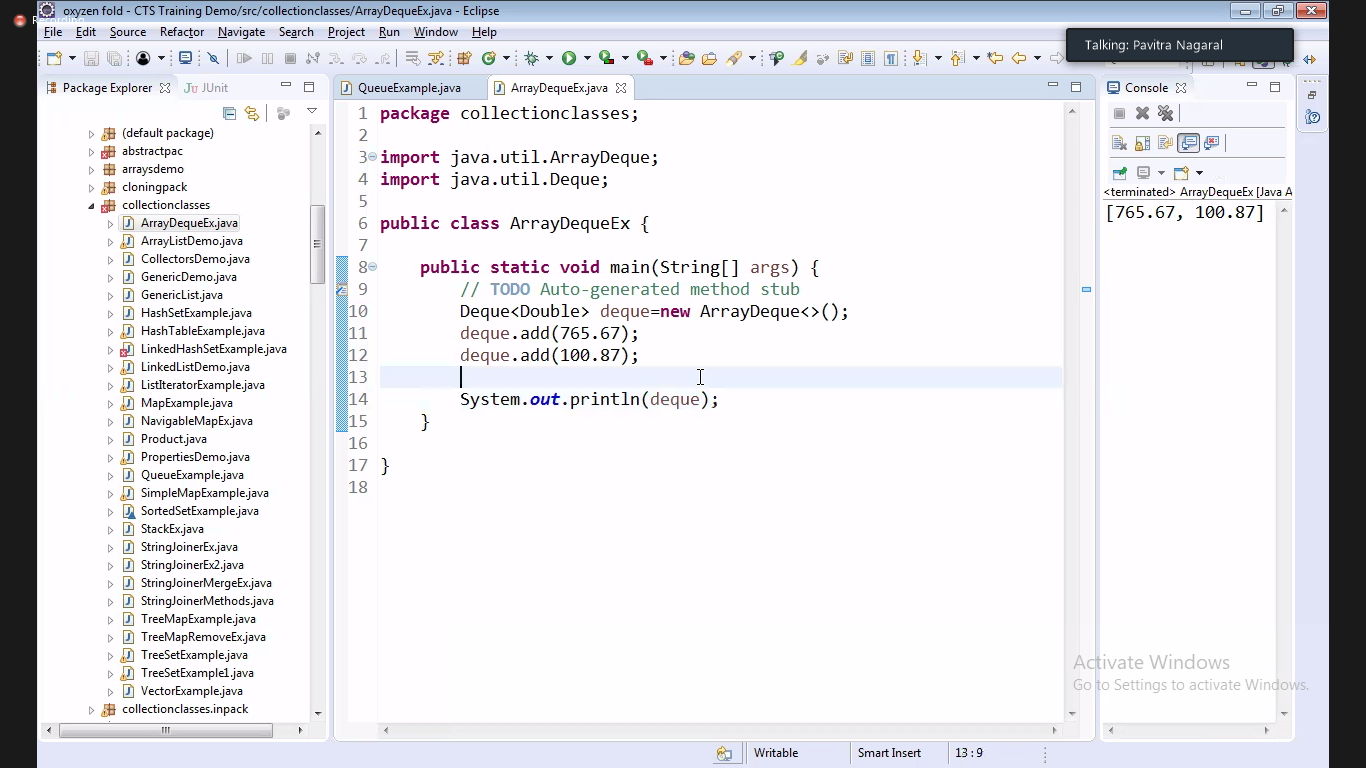 oxyzen fold - CTS Training Demo/src/collectionclasses/ArrayDequeEx.java - Eclipse
File Edit Source Refactor Navigate Search Project Run Window Help
Talking: Pavitra Nagaral
Package Explorer JUnit
(default package)
abstractpac
arraysdemo
cloningpack
collectionclasses
ArrayDequeEx.java
ArrayListDemo.java
CollectorsDemo.java
GenericDemo.java
GenericList.java
HashSetExample.java
HashTableExample.java
LinkedHashSetExample.java
LinkedListDemo.java
ListIteratorExample.java
MapExample.java
NavigableMapEx.java
Product.java
PropertiesDemo.java
QueueExample.java
SimpleMapExample.java
SortedSetExample.java
StackEx.java
StringJoinerEx.java
StringJoinerEx2.java
StringJoinerMergeEx.java
StringJoinerMethods.java
TreeMapExample.java
TreeMapRemoveEx.java
TreeSetExample.java
TreeSetExample1.java
VectorExample.java
collectionclasses.inpack
QueueExample.java ArrayDequeEx.java
1 package collectionclasses;
2
3 import java.util.ArrayDeque;
4 import java.util.Deque;
5
6 public class ArrayDequeEx {
7
8 public static void main(String[] args) {
9 // TODO Auto-generated method stub
10 Deque<Double> deque=new ArrayDeque<>();
11 deque.add(765.67);
12 deque.add(100.87);
13
14 System.out.println(deque);
15 }
16
17 }
18
Console
<terminated> ArrayDequeEx [Java A
[765.67, 100.87]
Activate Windows
Go to Settings to activate Windows.
Writable Smart Insert 13 : 9